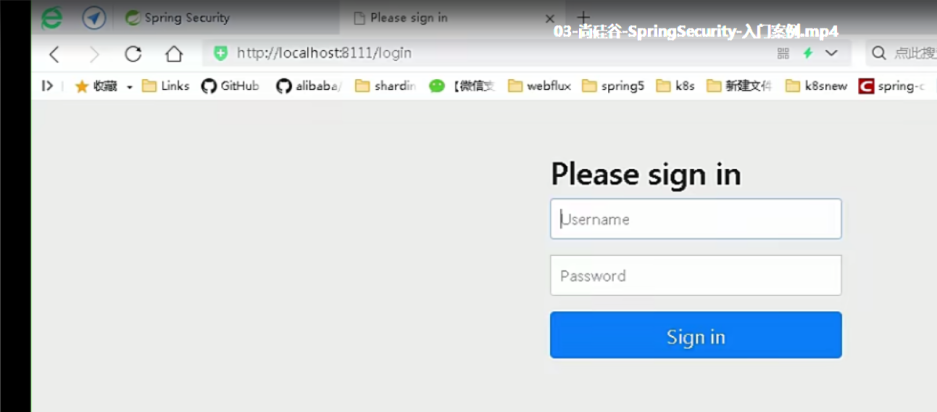 Spring Security
Please sign in
03-尚硅谷-SpringSecurity-入门案例.mp4
http://localhost:8111/login
点此搜
收藏
Links
GitHub
alibaba/
shardin
【微信支
webflux
spring5
k8s
新建文件
k8snew
spring-c
Please sign in
Username
Password
Sign in